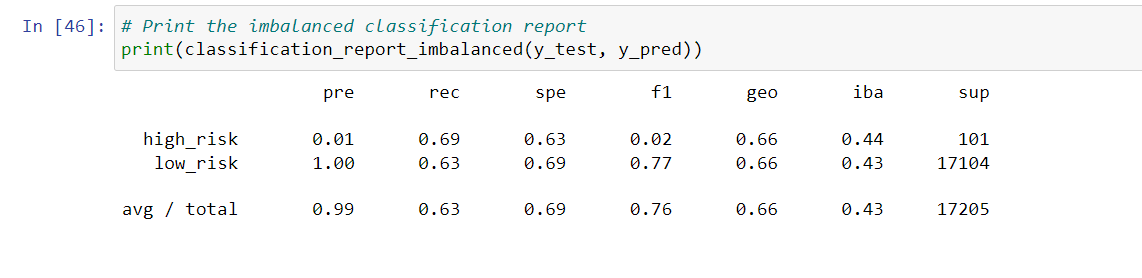 In [46]: # Print the imbalanced classification report
print(classification_report_imbalanced(y_test, y_pred))
pre rec spe f1 geo iba sup
high_risk 0.01 0.69 0.63 0.02 0.66 0.44 101
low_risk 1.00 0.63 0.69 0.77 0.66 0.43 17104
avg / total 0.99 0.63 0.69 0.76 0.66 0.43 17205